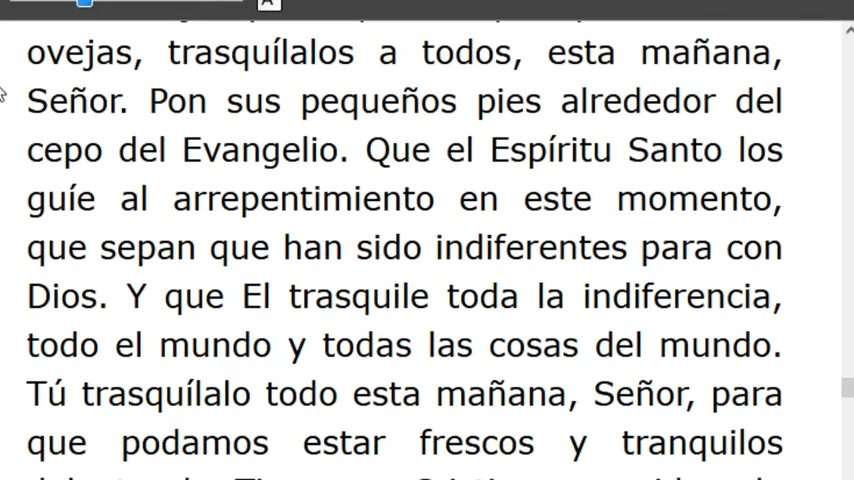 ovejas, trasquílalos a todos, esta mañana,
Señor. Pon sus pequeños pies alrededor del
cepo del Evangelio. Que el Espíritu Santo los
guíe al arrepentimiento en este momento,
que sepan que han sido indiferentes para con
Dios. Y que El trasquile toda la indiferencia,
todo el mundo y todas las cosas del mundo.
Tú trasquílalo todo esta mañana, Señor, para
que podamos estar frescos y tranquilos